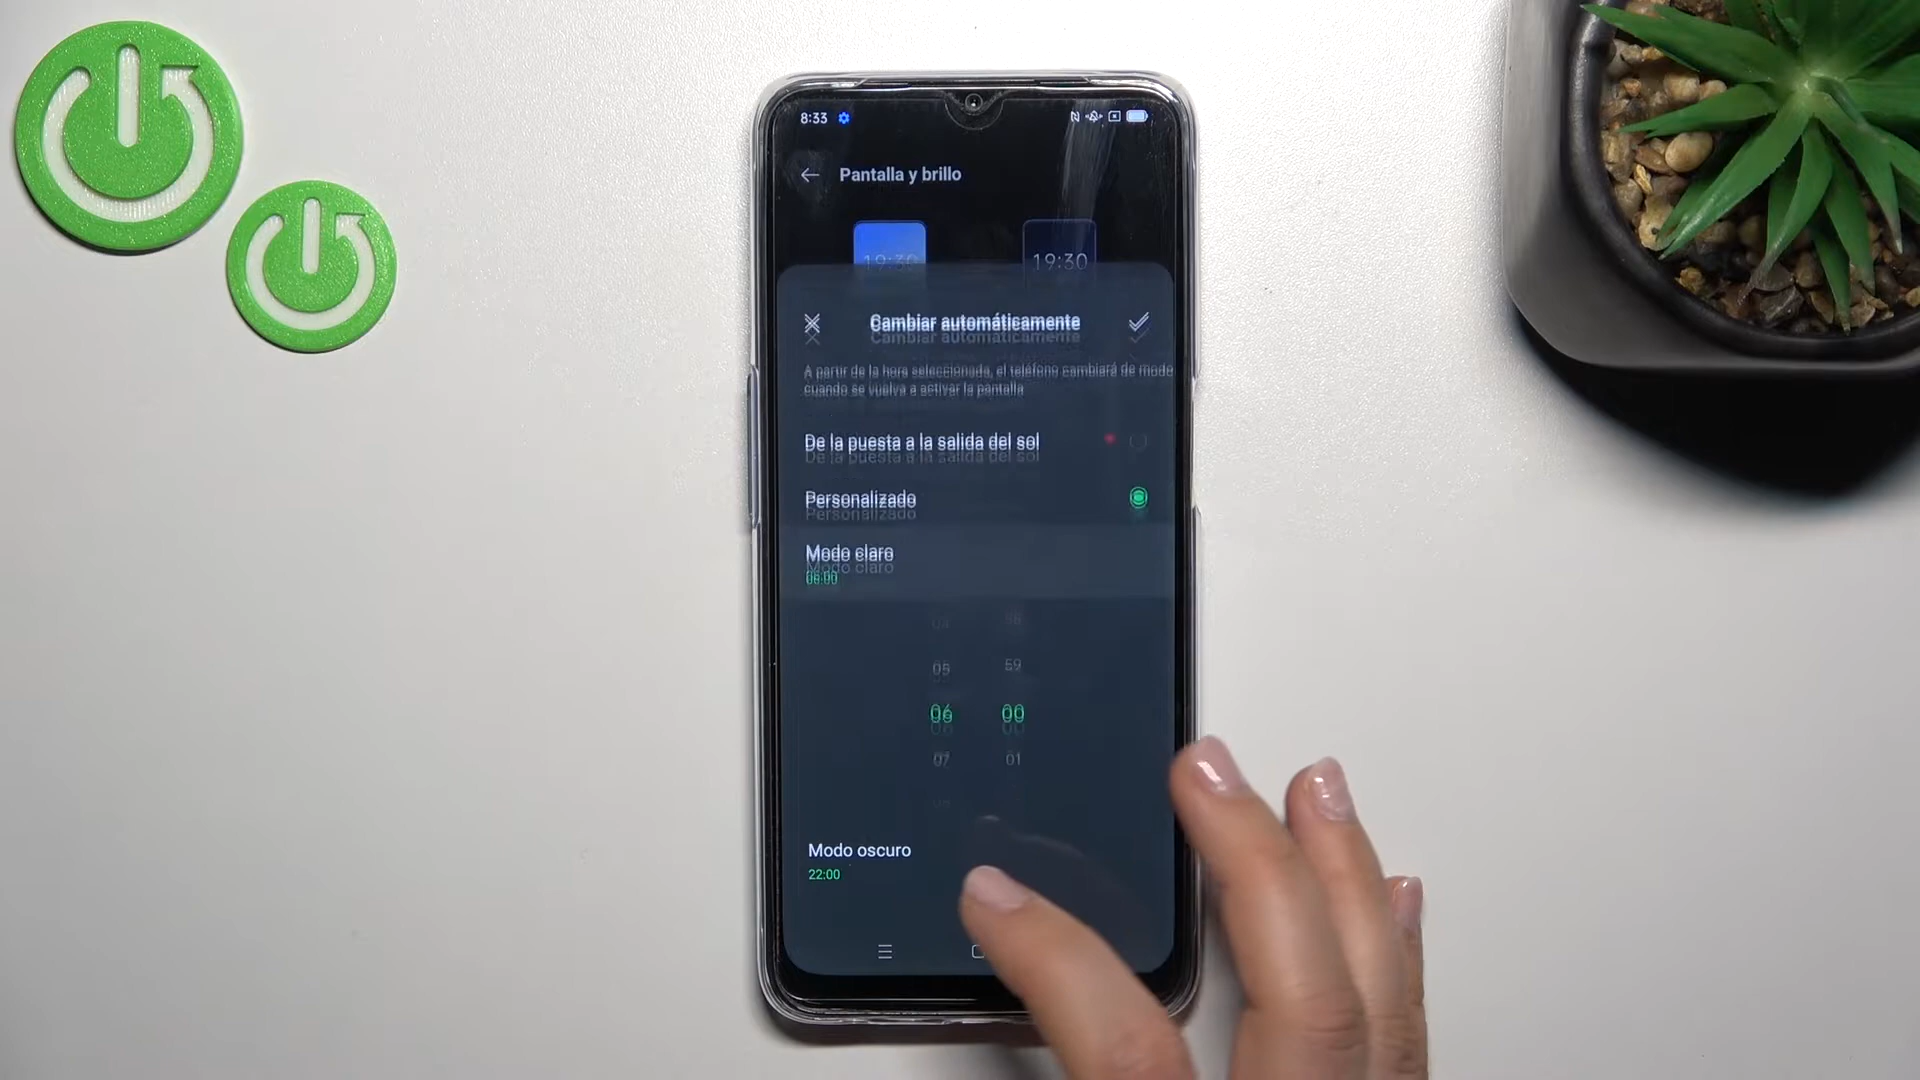 8:33
Pantalla y brillo
19:30 19:30
Cambiar automáticamente
A partir de la hora seleccionada, el teléfono cambiará de modo
cuando se vuelva a activar la pantalla
De la puesta a la salida del sol
Personalizado
Modo claro
06:00
04 58
05 59
06 00
07 01
Modo oscuro
22:00